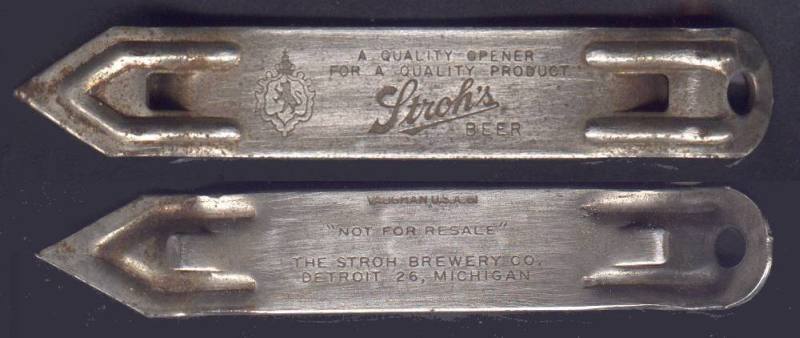 A QUALITY OPENER
FOR A QUALITY PRODUCT
Stroh's
BEER
VAUGHAN U.S.A.
"NOT FOR RESALE"
THE STROH BREWERY CO.
DETROIT 26, MICHIGAN